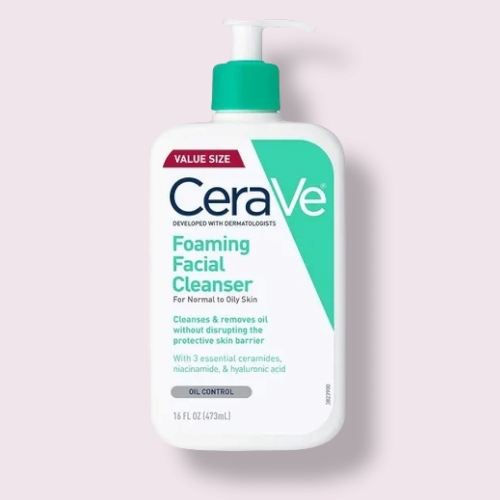 VALUE SIZE
CeraVe®
DEVELOPED WITH DERMATOLOGISTS
Foaming
Facial
Cleanser
For Normal to Oily Skin
Cleanses & removes oil
without disrupting the
protective skin barrier
With 3 essential ceramides,
niacinamide, & hyaluronic acid
OIL CONTROL
16 FL OZ (473mL)